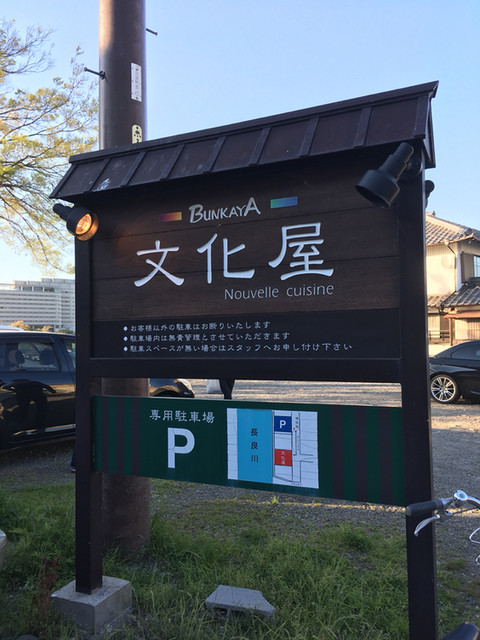 BUNKAYA
文化屋
Nouvelle cuisine
◆お客様以外の駐車はお断りいたします
◆駐車場内は無責管理とさせていただきます
◆駐車スペースが無い場合はスタッフへお申し付け下さい
専用駐車場
P
長良川
P
文化屋